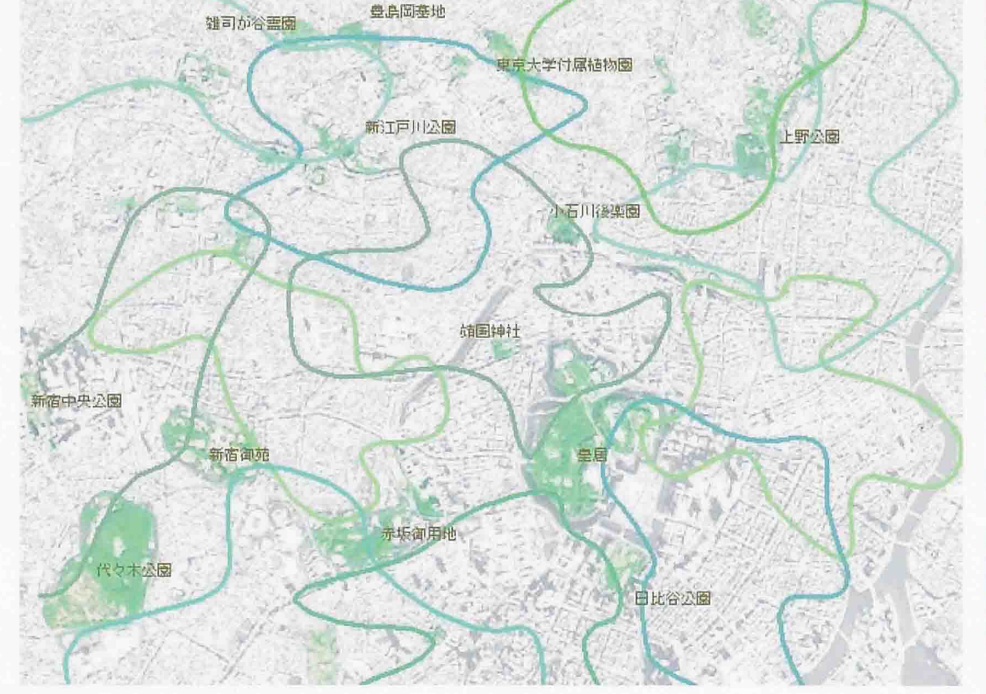 豊島岡墓地
雑司が谷霊園
東京大学付属植物園
新江戸川公園
上野公園
小石川後楽園
靖国神社
新宿中央公園
新宿御苑
皇居
赤坂御用地
代々木公園
日比谷公園